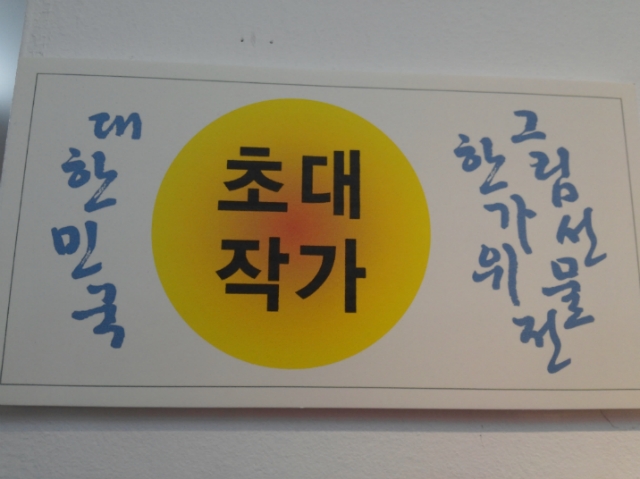 대한민국
초대
작가
한가위
그림선물전